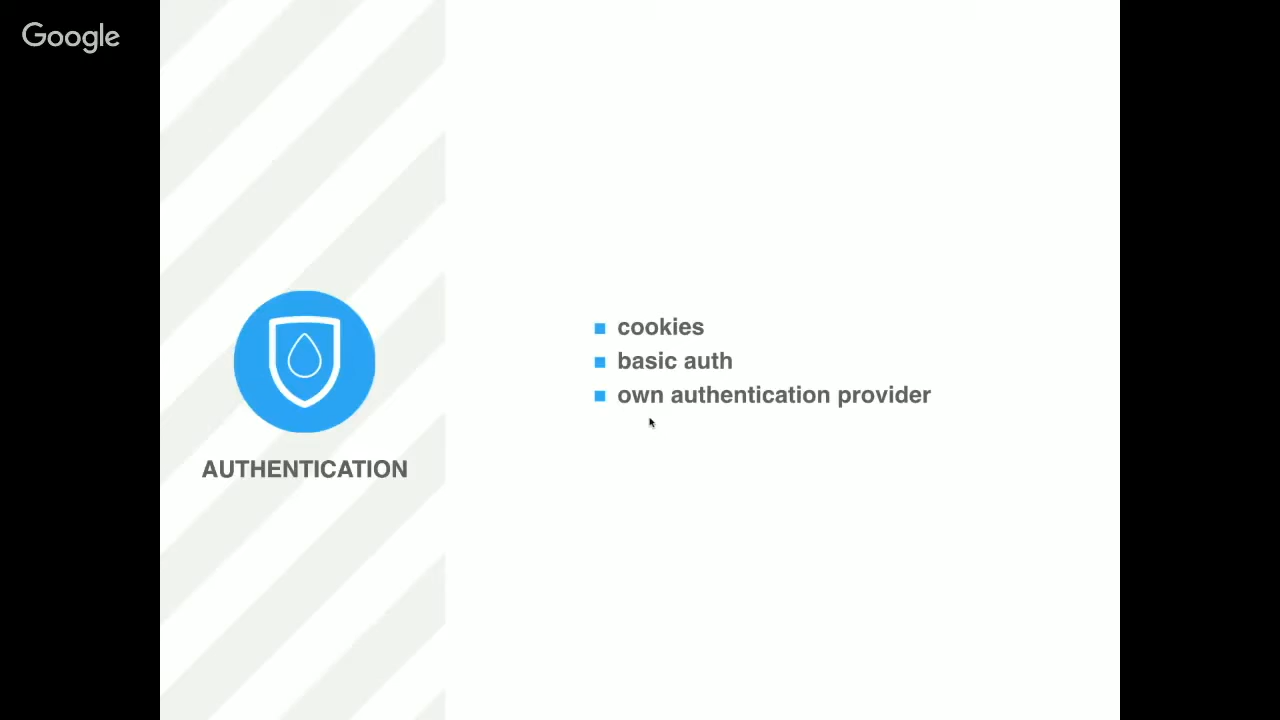 Google
AUTHENTICATION
cookies
basic auth
own authentication provider